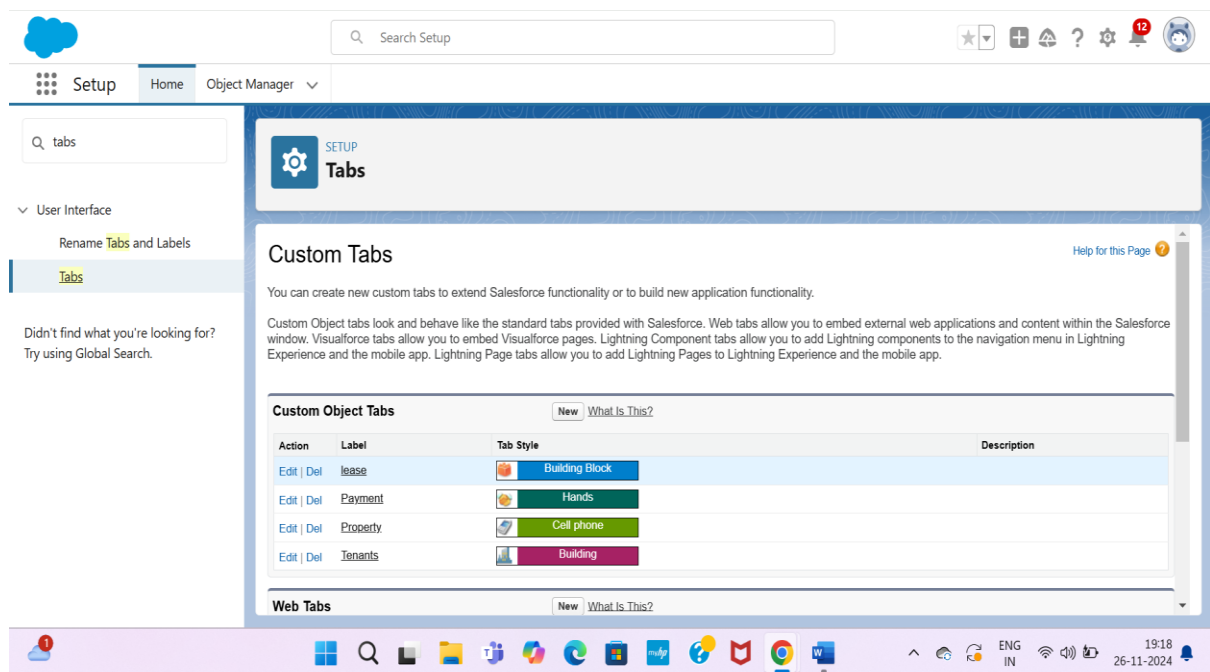 Search Setup
12
Setup
Home
Object Manager
tabs
User Interface
Rename Tabs and Labels
Tabs
Didn't find what you're looking for?
Try using Global Search.
SETUP
Tabs
Custom Tabs
Help for this Page
You can create new custom tabs to extend Salesforce functionality or to build new application functionality.
Custom Object tabs look and behave like the standard tabs provided with Salesforce. Web tabs allow you to embed external web applications and content within the Salesforce
window. Visualforce tabs allow you to embed Visualforce pages. Lightning Component tabs allow you to add Lightning components to the navigation menu in Lightning
Experience and the mobile app. Lightning Page tabs allow you to add Lightning Pages to Lightning Experience and the mobile app.
Custom Object Tabs New What Is This?
Action Label Tab Style Description
Edit | Del lease Building Block
Edit | Del Payment Hands
Edit | Del Property Cell phone
Edit | Del Tenants Building
Web Tabs New What Is This?
1
ENG
IN
19:18
26-11-2024